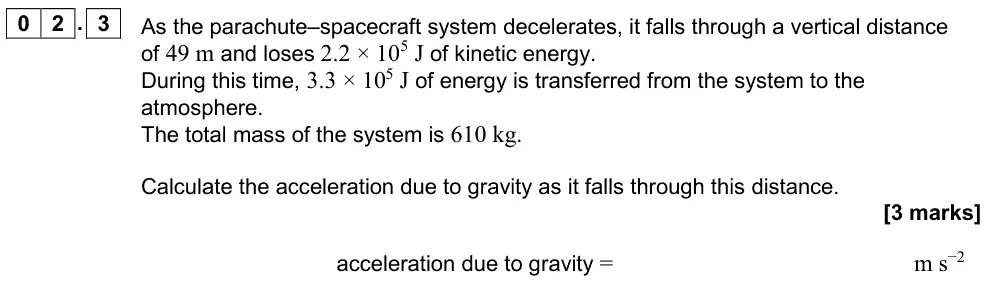 02.3 As the parachute–spacecraft system decelerates, it falls through a vertical distance
of 49 m and loses 2.2 × 10⁵ J of kinetic energy.
During this time, 3.3 × 10⁵ J of energy is transferred from the system to the
atmosphere.
The total mass of the system is 610 kg.
Calculate the acceleration due to gravity as it falls through this distance.
[3 marks]
acceleration due to gravity = m s⁻²